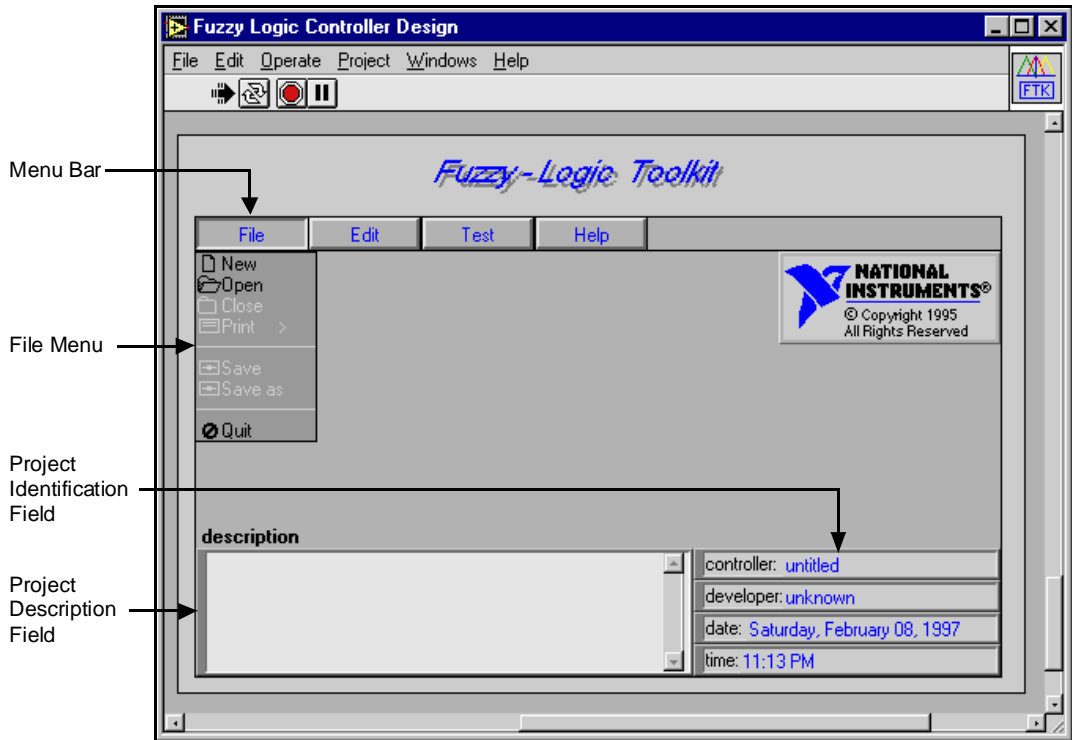 Fuzzy Logic Controller Design
File Edit Operate Project Windows Help
FTK
Menu Bar
Fuzzy-Logic Toolkit
File Edit Test Help
New
Open
Close
Print >
Save
Save as
Quit
NATIONAL
INSTRUMENTS®
© Copyright 1995
All Rights Reserved
File Menu
Project
Identification
Field
description
controller: untitled
developer: unknown
date: Saturday, February 08, 1997
time: 11:13 PM
Project
Description
Field